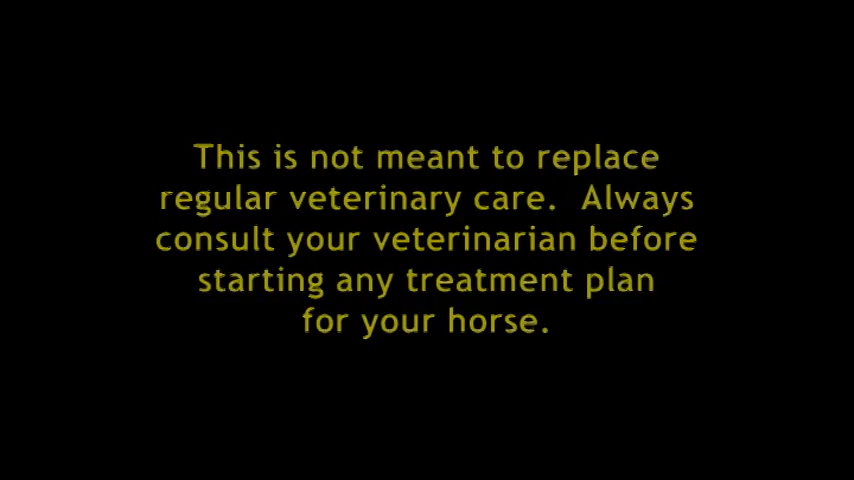 This is not meant to replace
regular veterinary care.  Always
consult your veterinarian before
starting any treatment plan
for your horse.